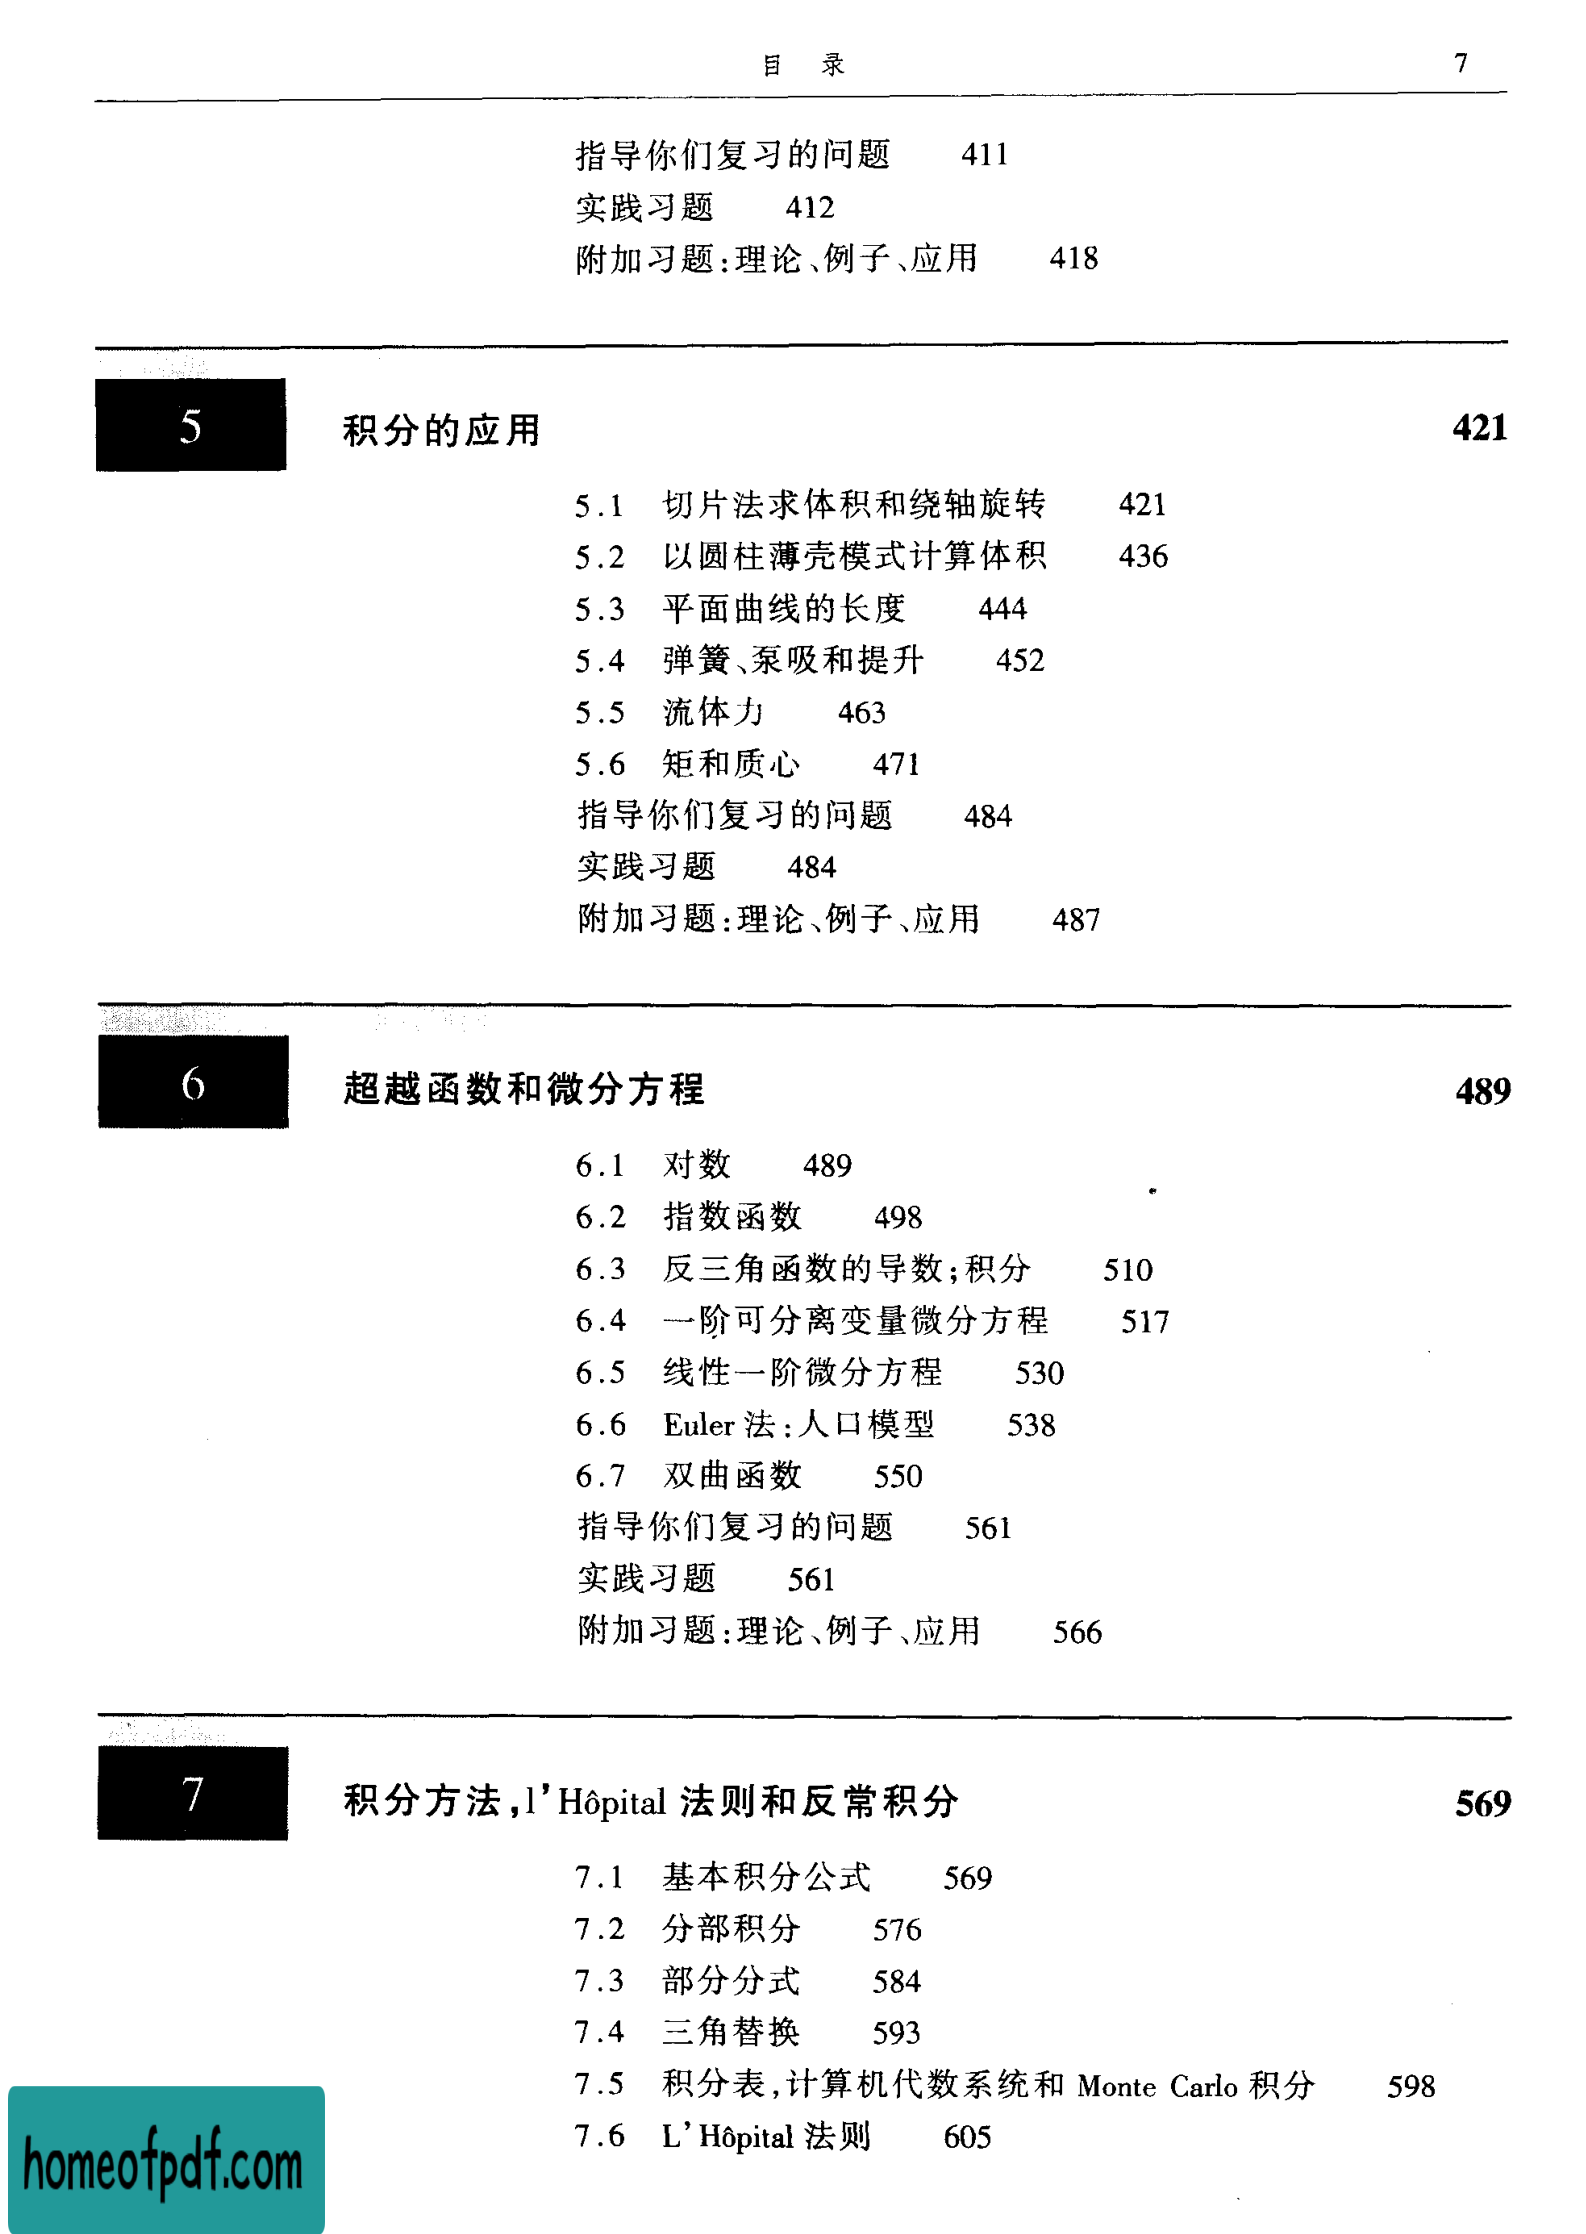 目 录 7
指导你们复习的问题 411
实践习题 412
附加习题:理论、例子、应用 418
5 积分的应用 421
5.1 切片法求体积和绕轴旋转 421
5.2 以圆柱薄壳模式计算体积 436
5.3 平面曲线的长度 444
5.4 弹簧、泵吸和提升 452
5.5 流体力 463
5.6 矩和质心 471
指导你们复习的问题 484
实践习题 484
附加习题:理论、例子、应用 487
6 超越函数和微分方程 489
6.1 对数 489
6.2 指数函数 498
6.3 反三角函数的导数;积分 510
6.4 一阶可分离变量微分方程 517
6.5 线性一阶微分方程 530
6.6 Euler 法:人口模型 538
6.7 双曲函数 550
指导你们复习的问题 561
实践习题 561
附加习题:理论、例子、应用 566
7 积分方法,l'Hôpital 法则和反常积分 569
7.1 基本积分公式 569
7.2 分部积分 576
7.3 部分分式 584
7.4 三角替换 593
7.5 积分表,计算机代数系统和 Monte Carlo 积分 598
7.6 L'Hôpital 法则 605
homeofpdf.com